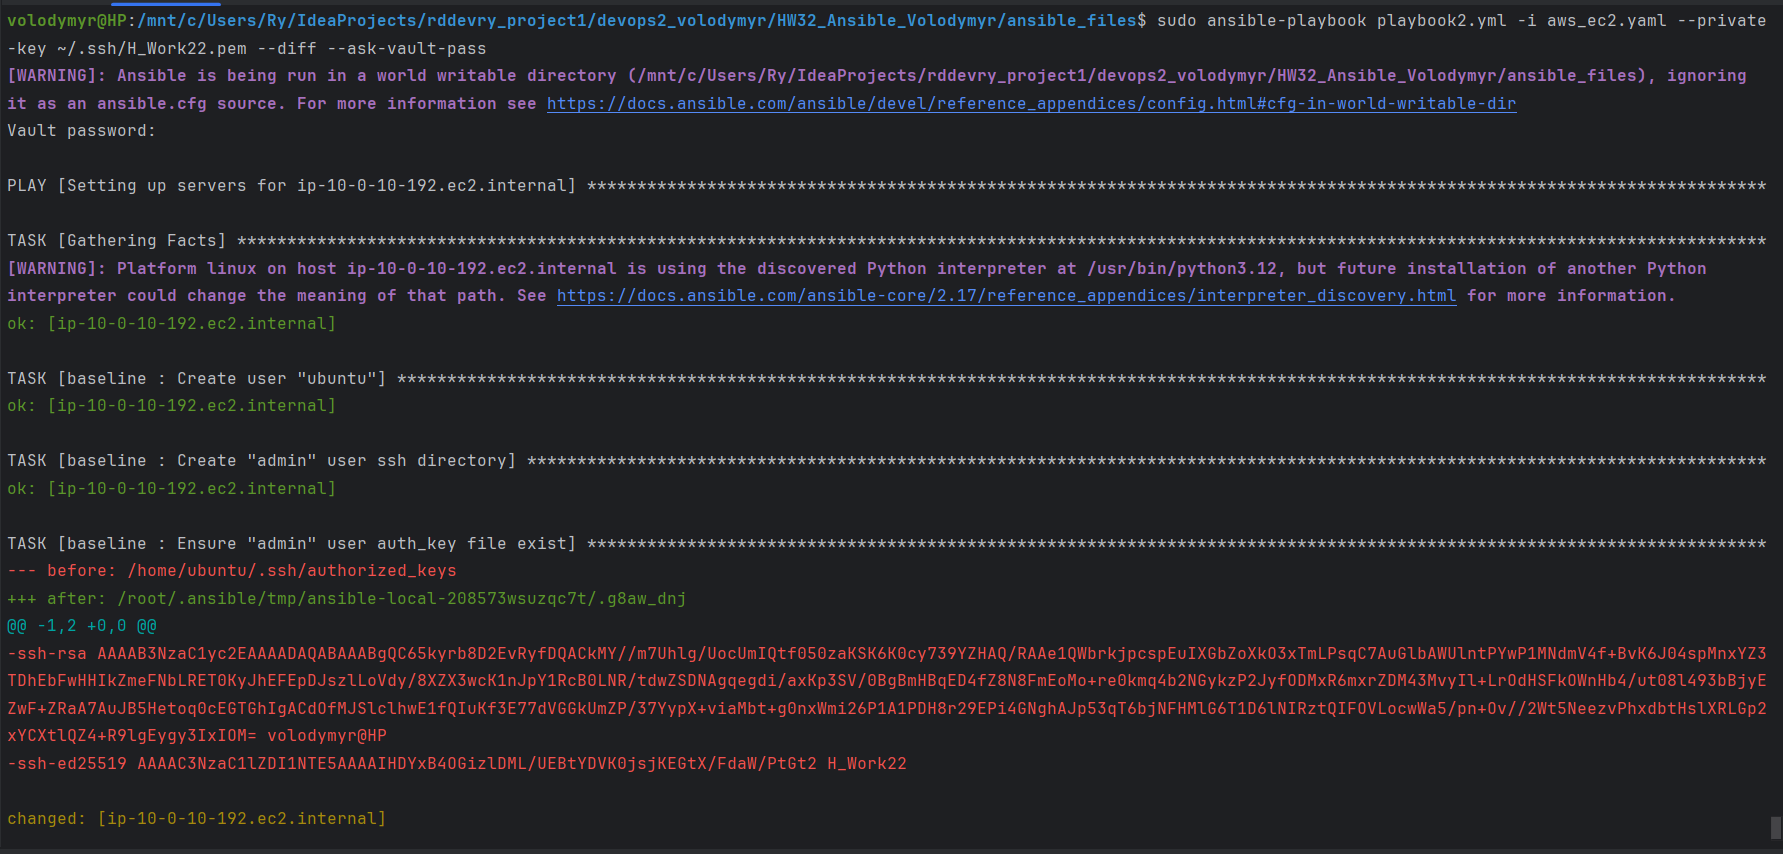 volodymyr@HP:/mnt/c/Users/Ry/IdeaProjects/rddevry_project1/devops2_volodymyr/HW32_Ansible_Volodymyr/ansible_files$ sudo ansible-playbook playbook2.yml -i aws_ec2.yaml --private
-key ~/.ssh/H_Work22.pem --diff --ask-vault-pass
[WARNING]: Ansible is being run in a world writable directory (/mnt/c/Users/Ry/IdeaProjects/rddevry_project1/devops2_volodymyr/HW32_Ansible_Volodymyr/ansible_files), ignoring
it as an ansible.cfg source. For more information see https://docs.ansible.com/ansible/devel/reference_appendices/config.html#cfg-in-world-writable-dir
Vault password:
PLAY [Setting up servers for ip-10-0-10-192.ec2.internal] **********************************************************************************************************************
TASK [Gathering Facts] *********************************************************************************************************************************************************
[WARNING]: Platform linux on host ip-10-0-10-192.ec2.internal is using the discovered Python interpreter at /usr/bin/python3.12, but future installation of another Python
interpreter could change the meaning of that path. See https://docs.ansible.com/ansible-core/2.17/reference_appendices/interpreter_discovery.html for more information.
ok: [ip-10-0-10-192.ec2.internal]
TASK [baseline : Create user "ubuntu"] *****************************************************************************************************************************************
ok: [ip-10-0-10-192.ec2.internal]
TASK [baseline : Create "admin" user ssh directory] ****************************************************************************************************************************
ok: [ip-10-0-10-192.ec2.internal]
TASK [baseline : Ensure "admin" user auth_key file exist] **********************************************************************************************************************
--- before: /home/ubuntu/.ssh/authorized_keys
+++ after: /root/.ansible/tmp/ansible-local-208573wsuzqc7t/.g8aw_dnj
@@ -1,2 +0,0 @@
-ssh-rsa AAAAB3NzaC1yc2EAAAADAQABAAABgQC65kyrb8D2EvRyfDQACkMY//m7Uhlg/UocUmIQtf050zaKSK6K0cy739YZHAQ/RAAe1QWbrkjpcspEuIXGbZoXkO3xTmLPsqC7AuGlbAWUlntPYwP1MNdmV4f+BvK6J04spMnxYZ3
TDhEbFwHHIkZmeFNbLRET0KyJhEFEpDJszlLoVdy/8XZX3wcK1nJpY1RcB0LNR/tdwZSDNAgqegdi/axKp3SV/0BgBmHBqED4fZ8N8FmEoMo+re0kmq4b2NGykzP2JyfODMxR6mxrZDM43MvyIl+LrOdHSFkOWnHb4/ut08l493bBjyE
ZwF+ZRaA7AuJB5Hetoq0cEGTGhIgACdOfMJSlclhwE1fQIuKf3E77dVGGkUmZP/37YypX+viaMbt+g0nxWmi26P1A1PDH8r29EPi4GNghAJp53qT6bjNFHMlG6T1D6lNIRztQIFOVLocwWa5/pn+Ov//2Wt5NeezvPhxdbtHslXRLGp2
xYCXtlQZ4+R9lgEygy3IxIOM= volodymyr@HP
-ssh-ed25519 AAAAC3NzaC1lZDI1NTE5AAAAIHDYxB4OGizlDML/UEBtYDVK0jsjKEGtX/FdaW/PtGt2 H_Work22
changed: [ip-10-0-10-192.ec2.internal]